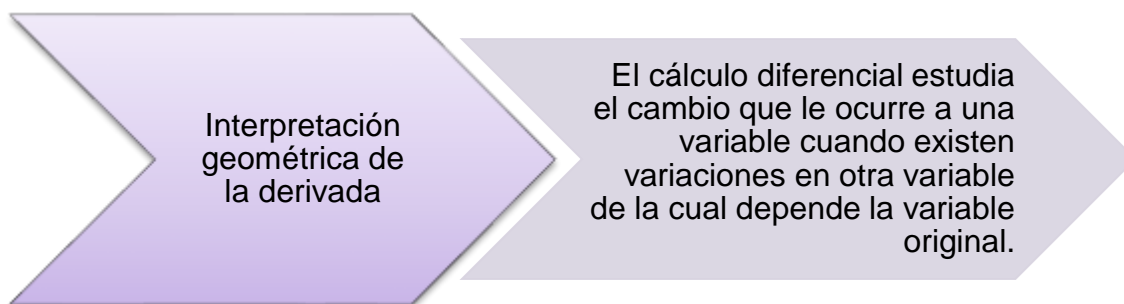 Interpretación
geométrica de
la derivada
El cálculo diferencial estudia
el cambio que le ocurre a una
variable cuando existen
variaciones en otra variable
de la cual depende la variable
original.